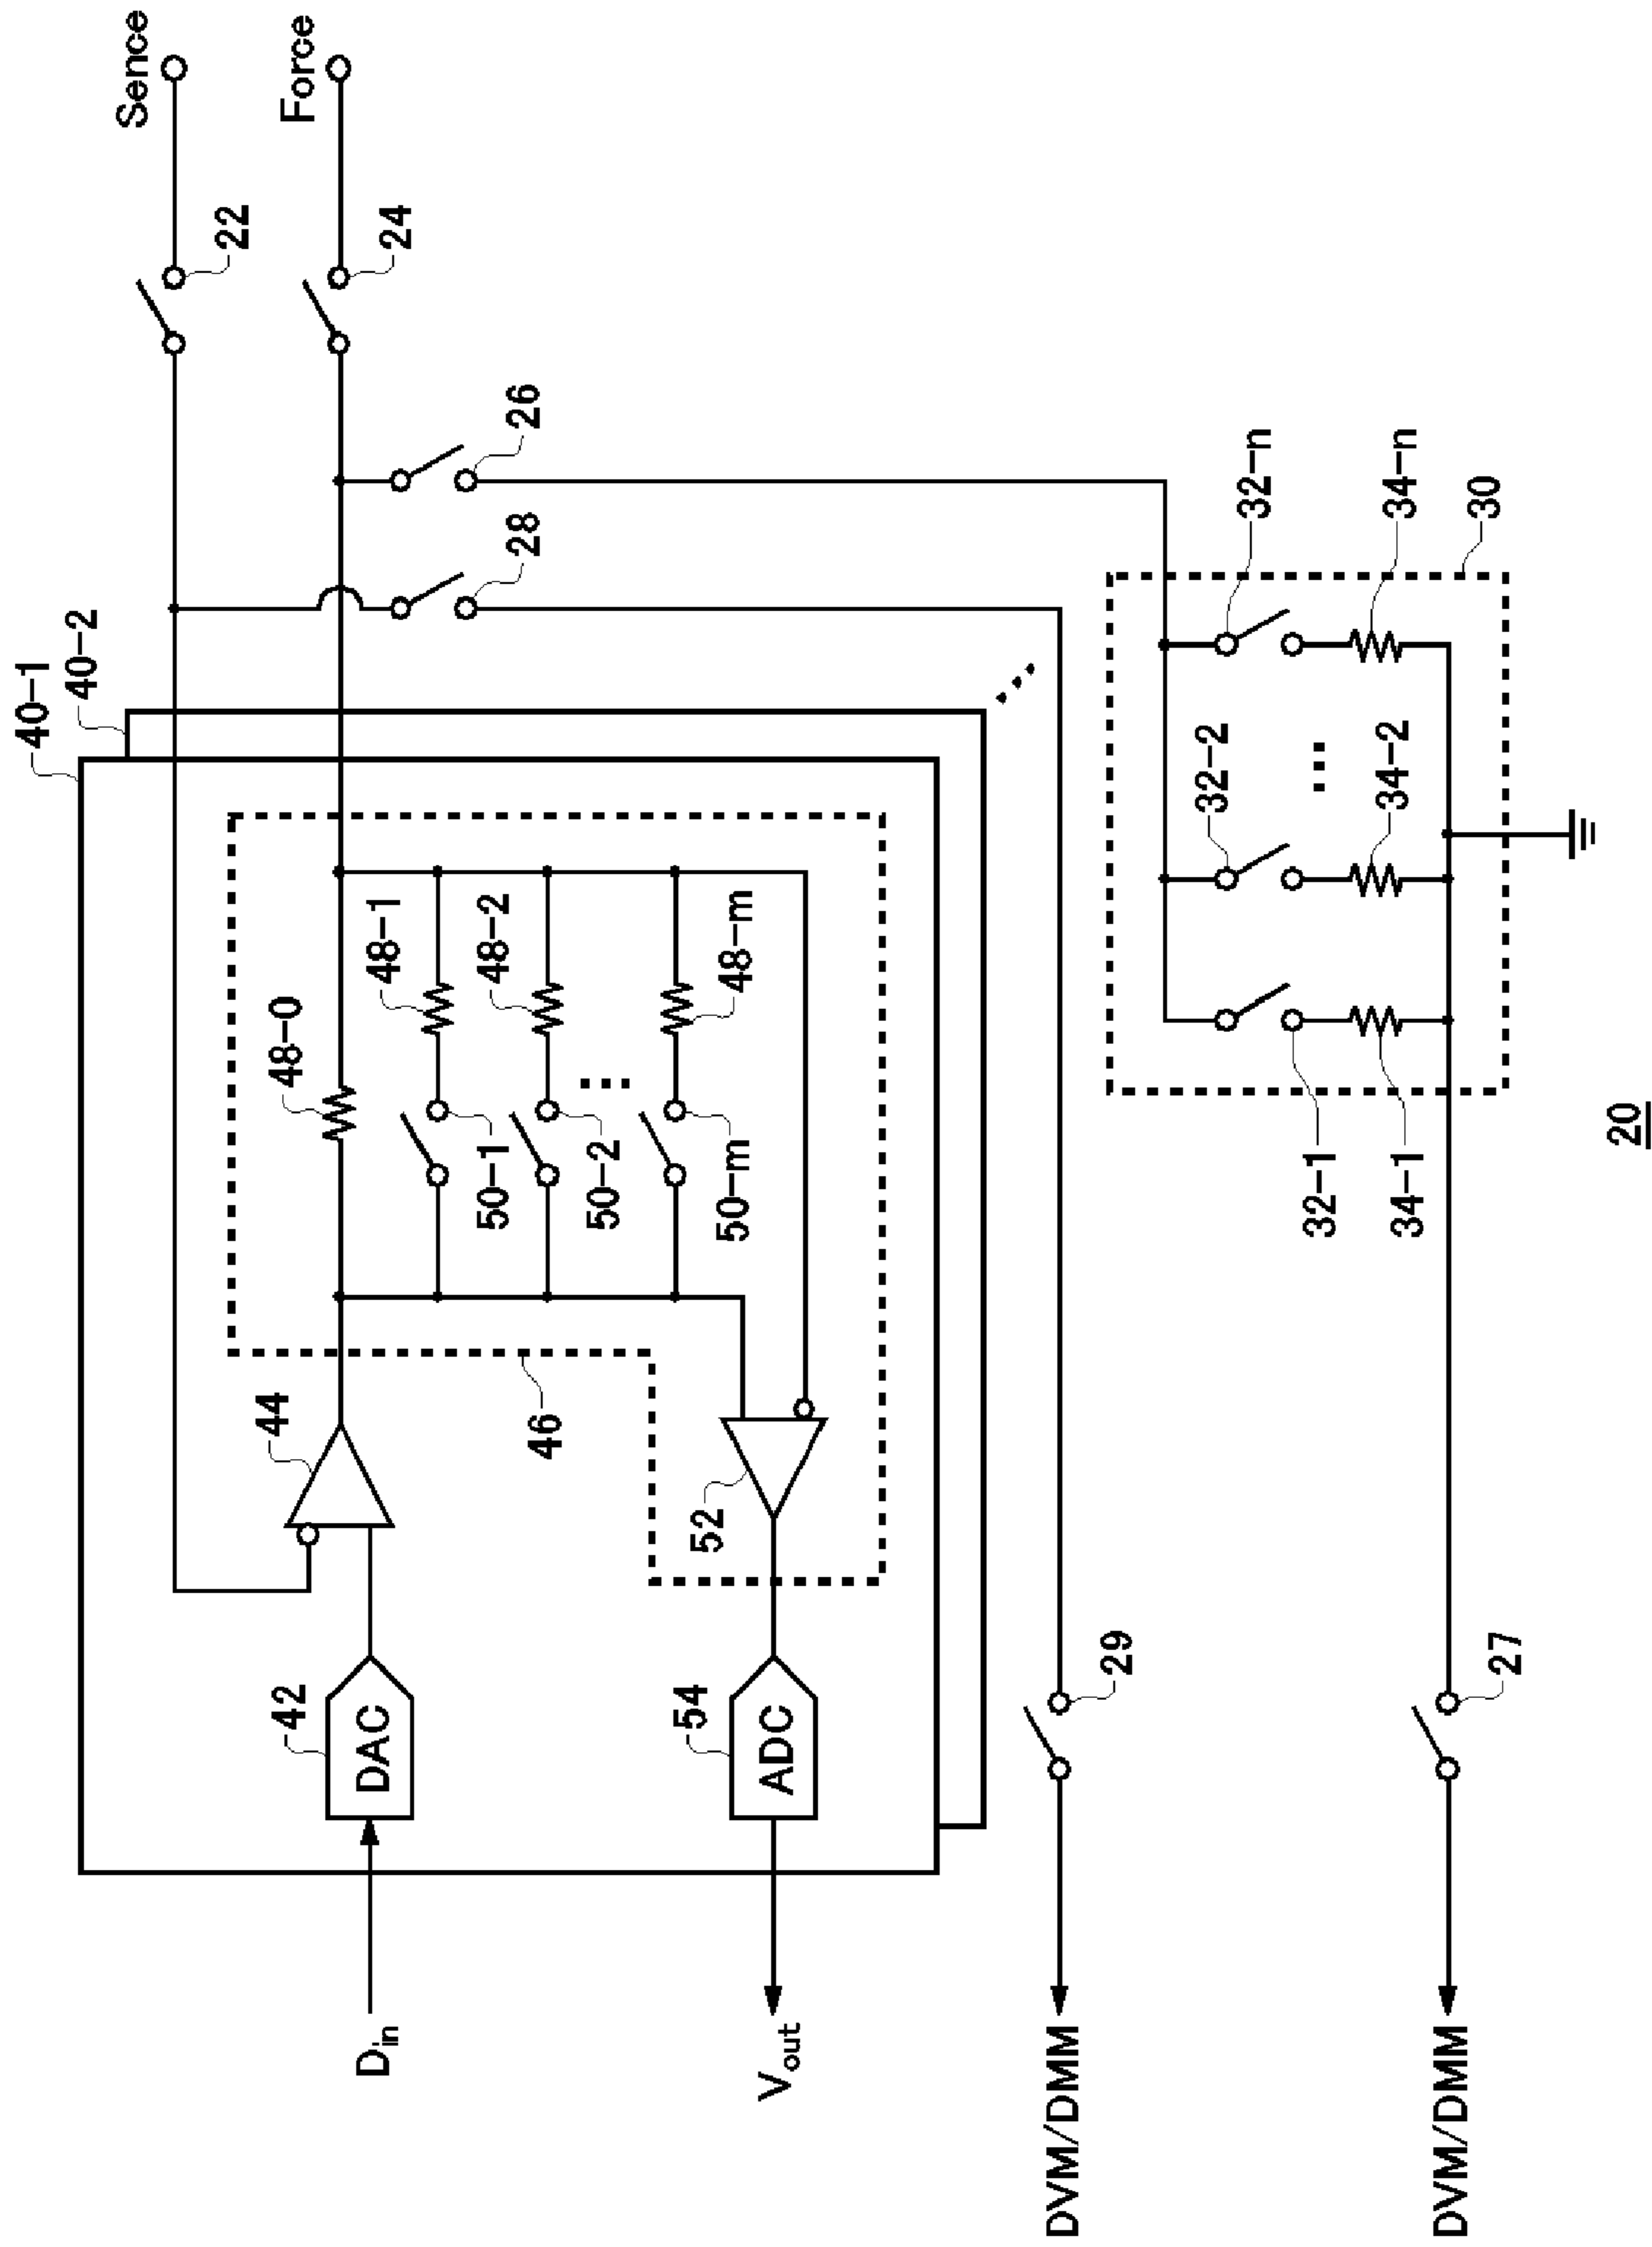 40-1
40-2
Sence
22
Force
24
44
48-0
48-1
48-2
48-m
50-1
50-2
50-m
46
52
42
DAC
D_in
54
ADC
V_out
28
26
29
DVM/DMM
27
DVM/DMM
32-1
32-2
32-n
34-1
34-2
34-n
30
20